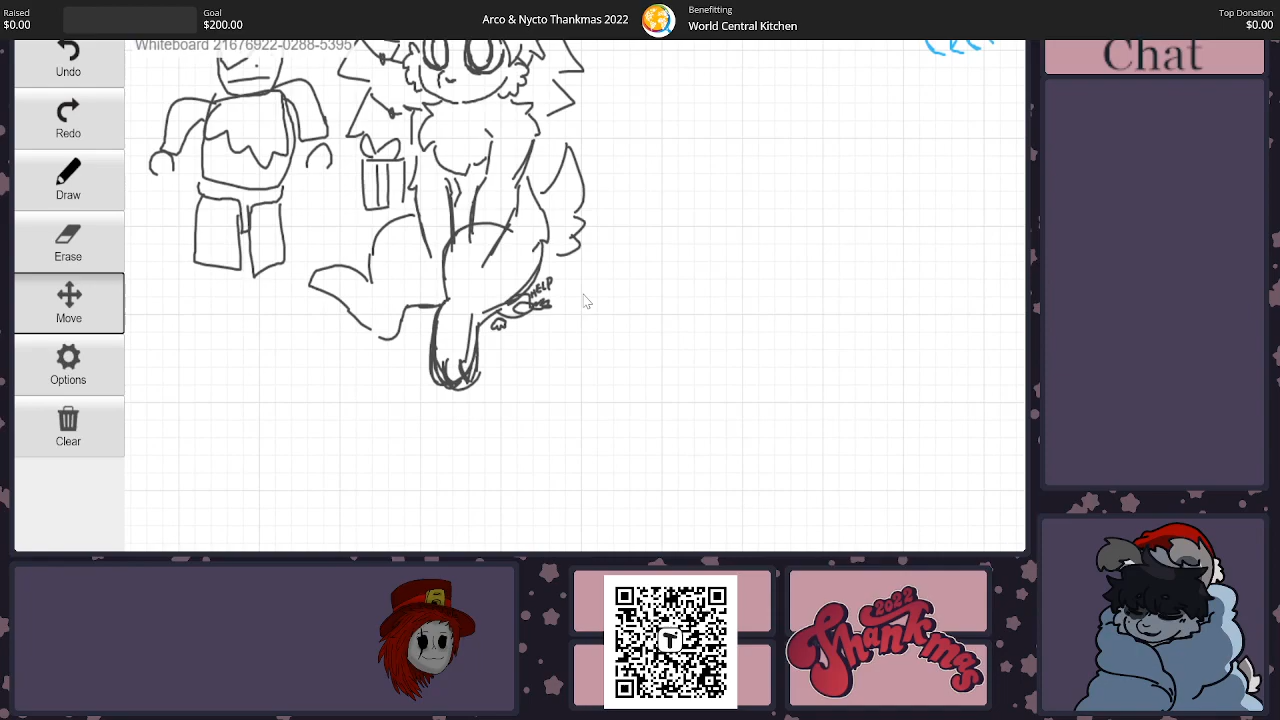 Raised
$0.00
Goal
$200.00
Arco & Nycto Thankmas 2022
Benefitting
World Central Kitchen
Top Donation
$0.00
Whiteboard 21676922-0288-5395
Undo
Redo
Draw
Erase
Move
Options
Clear
HELP
Chat
T
2022
Thankmas